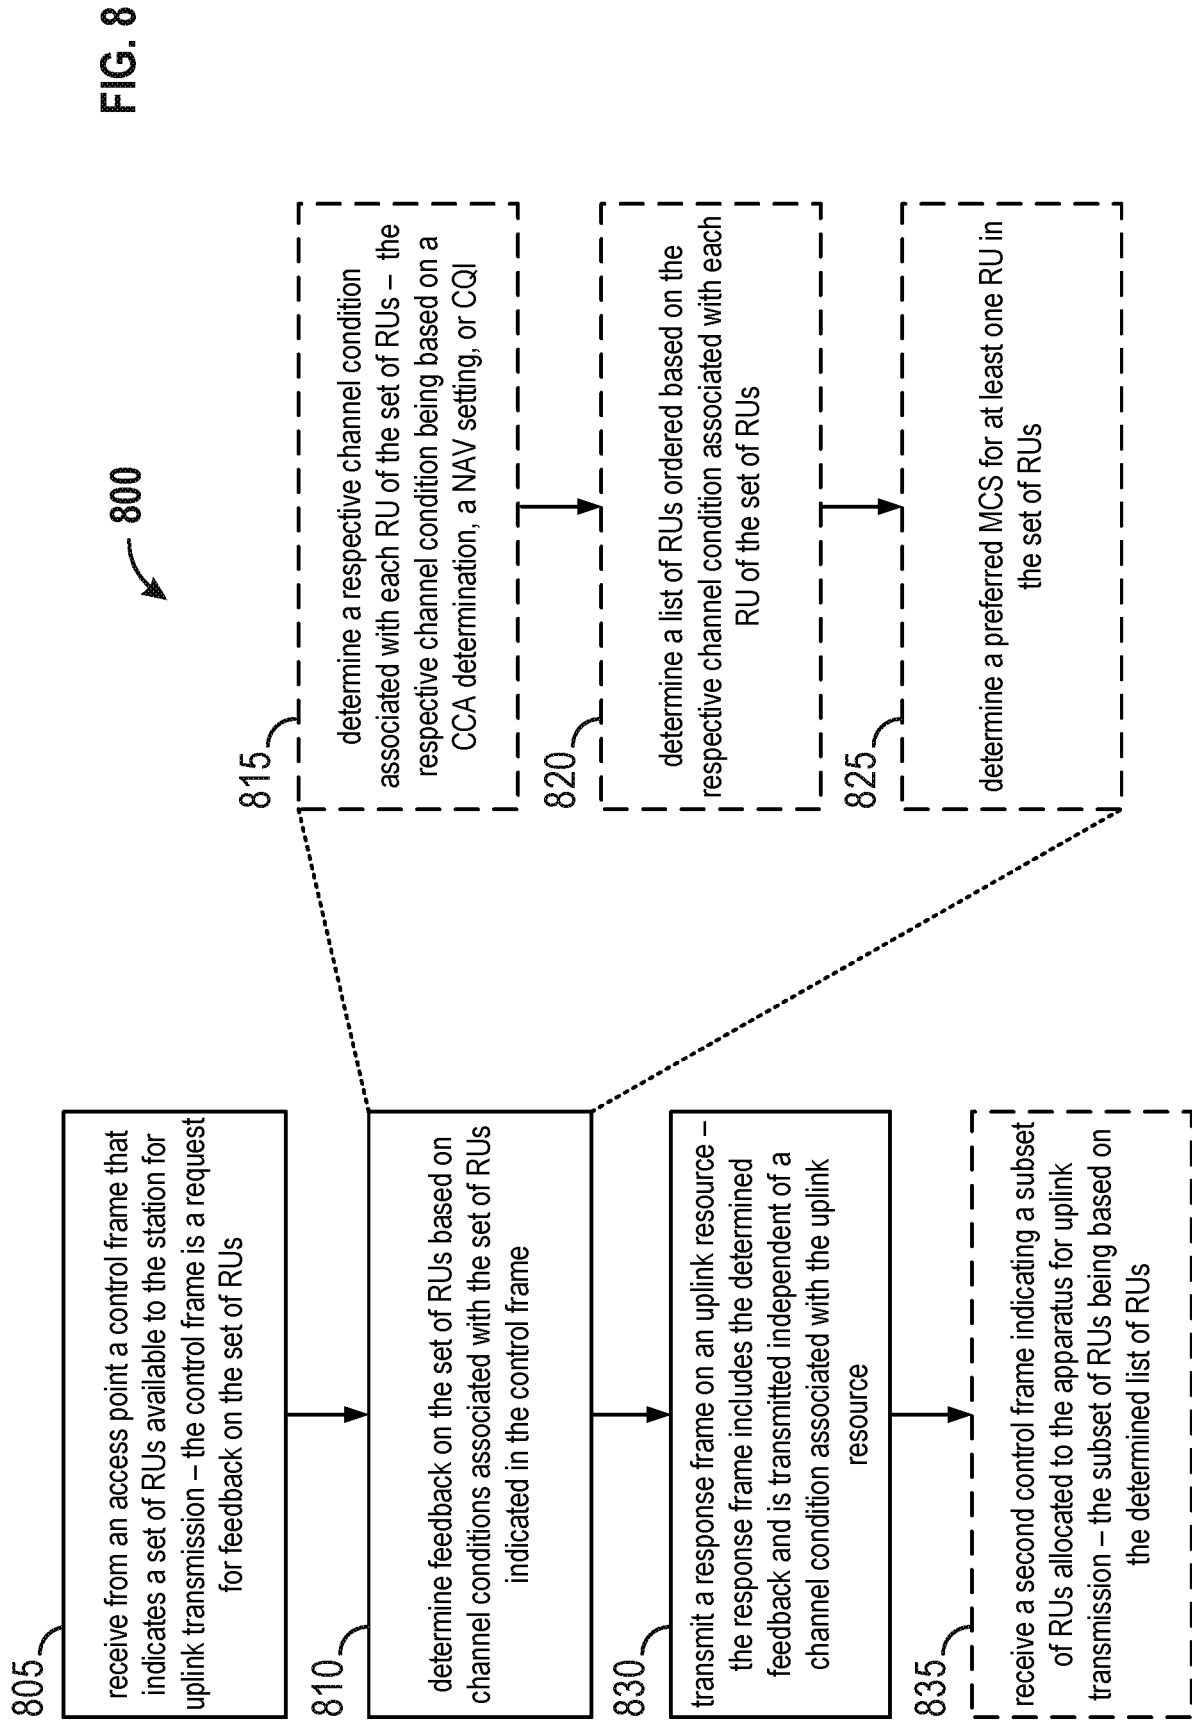 FIG. 8
800
805
receive from an access point a control frame that
indicates a set of RUs available to the station for
uplink transmission – the control frame is a request
for feedback on the set of RUs
810
determine feedback on the set of RUs based on
channel conditions associated with the set of RUs
indicated in the control frame
815
determine a respective channel condition
associated with each RU of the set of RUs – the
respective channel condition being based on a
CCA determination, a NAV setting, or CQI
820
determine a list of RUs ordered based on the
respective channel condition associated with each
RU of the set of RUs
825
determine a preferred MCS for at least one RU in
the set of RUs
830
transmit a response frame on an uplink resource –
the response frame includes the determined
feedback and is transmitted independent of a
channel condition associated with the uplink
resource
835
receive a second control frame indicating a subset
of RUs allocated to the apparatus for uplink
transmission – the subset of RUs being based on
the determined list of RUs